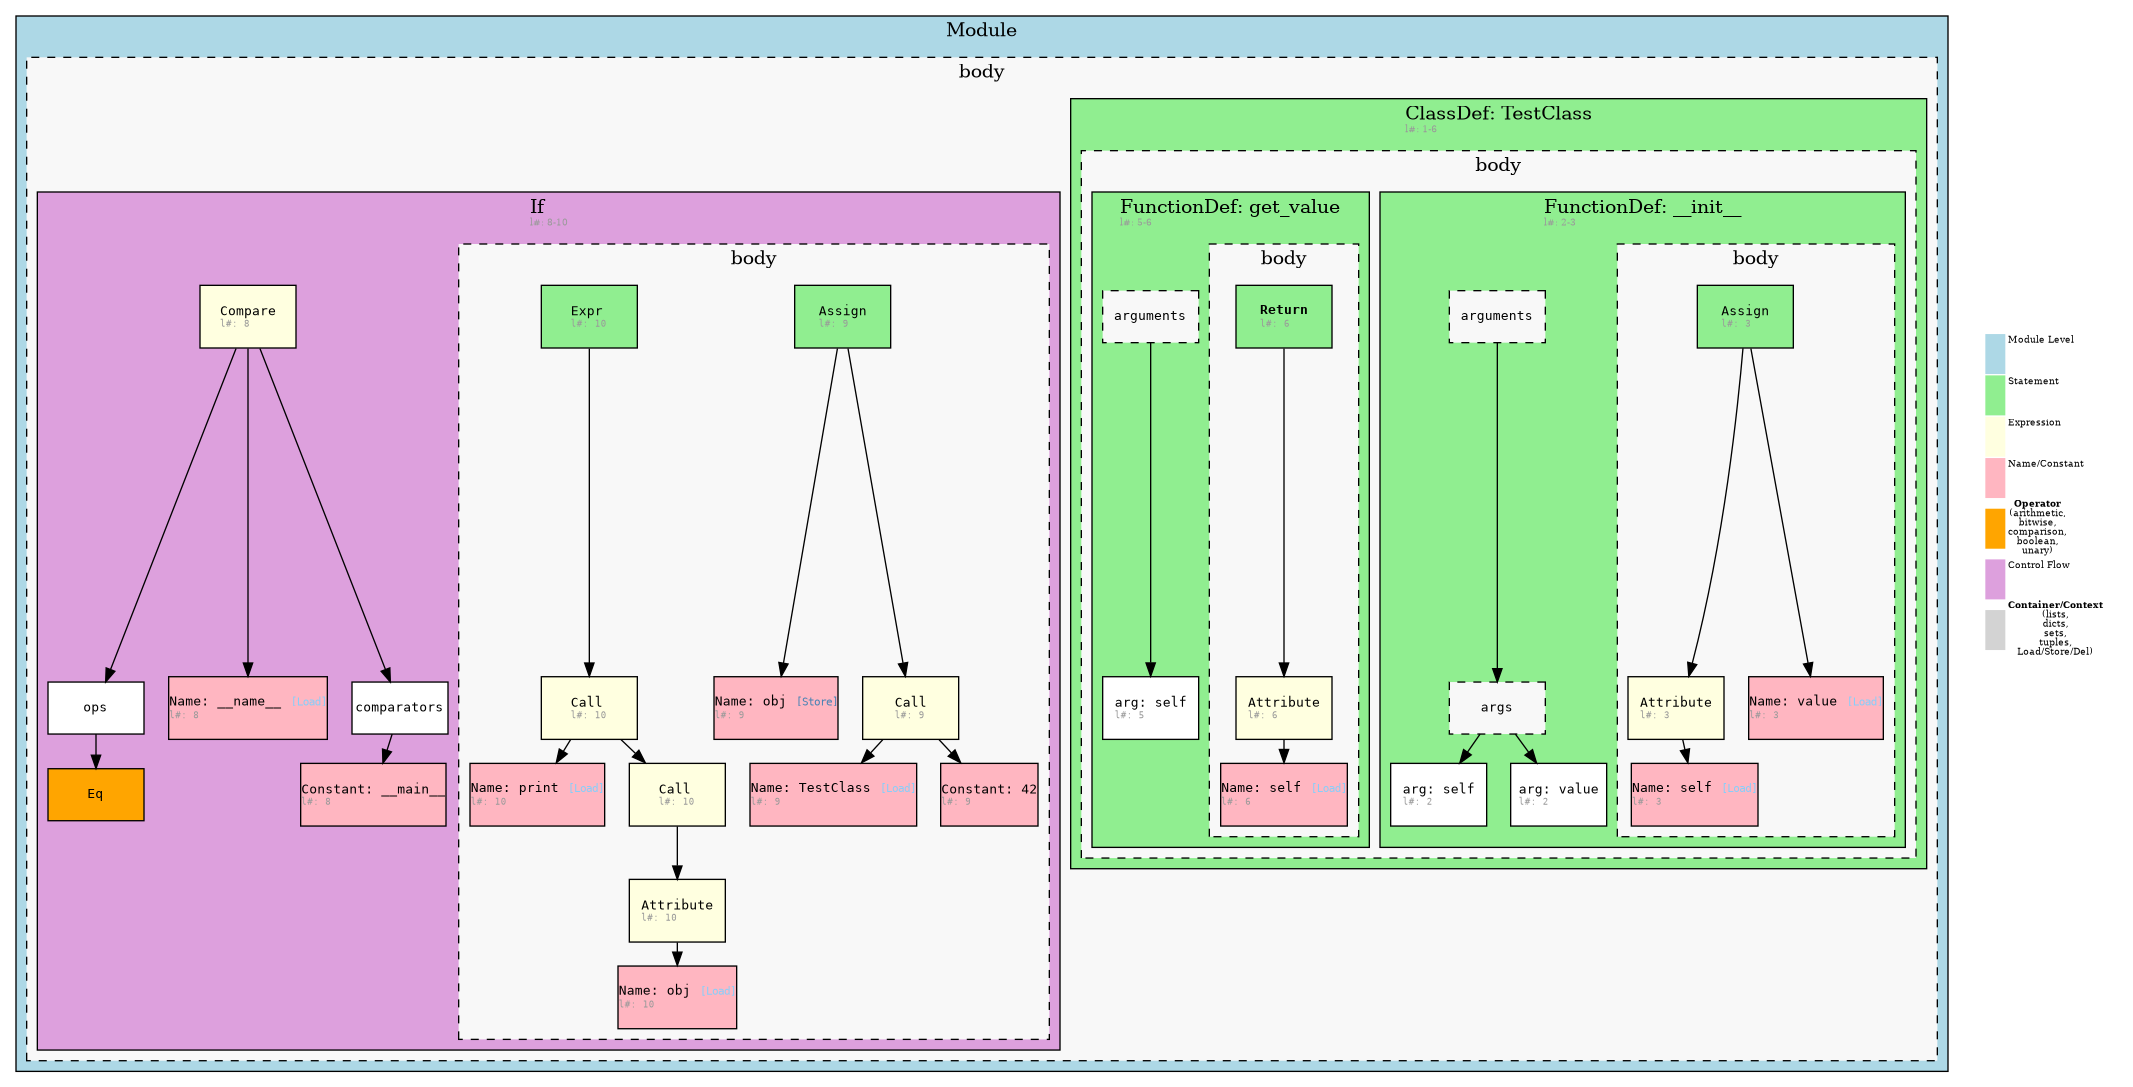 Module
body
ClassDef: TestClass
l#: 1-6
body
If
l#: 8-10
FunctionDef: get_value
l#: 5-6
FunctionDef: __init__
l#: 2-3
body
body
body
Compare
l#: 8
Expr
l#: 10
Assign
l#: 9
arguments
Return
l#: 6
arguments
Assign
l#: 3
ops
Name: __name__ [Load]
l#: 8
comparators
Call
l#: 10
Name: obj [Store]
l#: 9
Call
l#: 9
arg: self
l#: 5
Attribute
l#: 6
args
Attribute
l#: 3
Name: value [Load]
l#: 3
Eq
Constant: __main__
l#: 8
Name: print [Load]
l#: 10
Call
l#: 10
Name: TestClass [Load]
l#: 9
Constant: 42
l#: 9
Name: self [Load]
l#: 6
arg: self
l#: 2
arg: value
l#: 2
Name: self [Load]
l#: 3
Attribute
l#: 10
Name: obj [Load]
l#: 10
Module Level
Statement
Expression
Name/Constant
Operator
(arithmetic,
bitwise,
comparison,
boolean,
unary)
Control Flow
Container/Context
(lists,
dicts,
sets,
tuples,
Load/Store/Del)